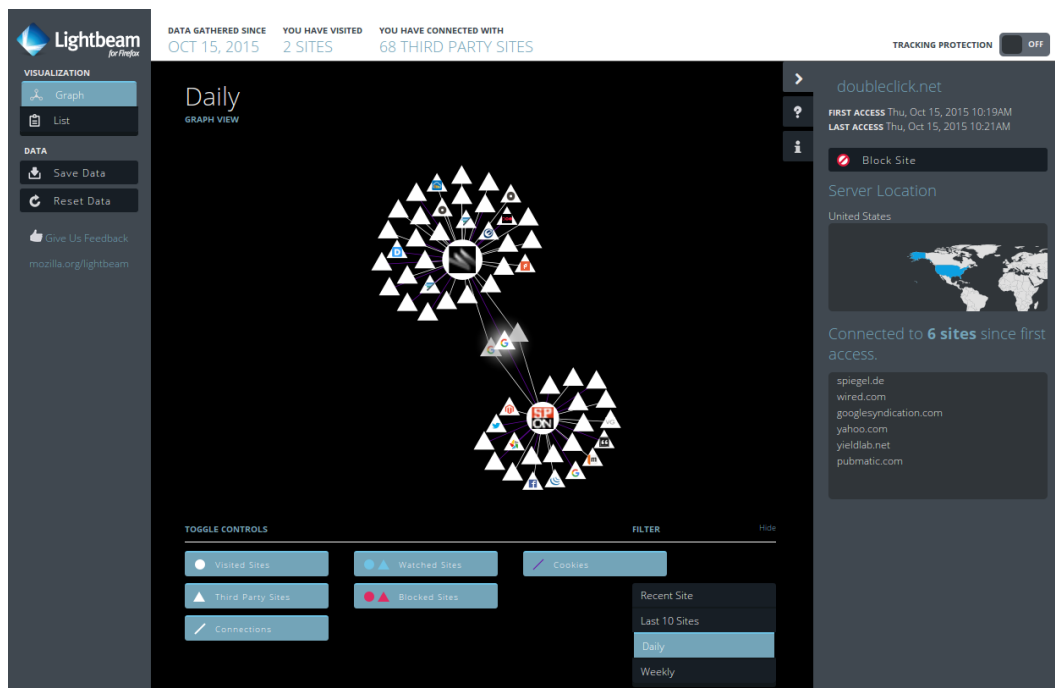 Lightbeam
for Firefox
DATA GATHERED SINCE
OCT 15, 2015
YOU HAVE VISITED
2 SITES
YOU HAVE CONNECTED WITH
68 THIRD PARTY SITES
TRACKING PROTECTION
OFF
VISUALIZATION
Graph
List
DATA
Save Data
Reset Data
Give Us Feedback
mozilla.org/lightbeam
Daily
GRAPH VIEW
SP
ON
TOGGLE CONTROLS
Visited Sites
Third Party Sites
Connections
Watched Sites
Blocked Sites
Cookies
FILTER
Hide
Recent Site
Last 10 Sites
Daily
Weekly
doubleclick.net
FIRST ACCESS Thu, Oct 15, 2015 10:19AM
LAST ACCESS Thu, Oct 15, 2015 10:21AM
Block Site
Server Location
United States
Connected to 6 sites since first
access.
spiegel.de
wired.com
googlesyndication.com
yahoo.com
yieldlab.net
pubmatic.com